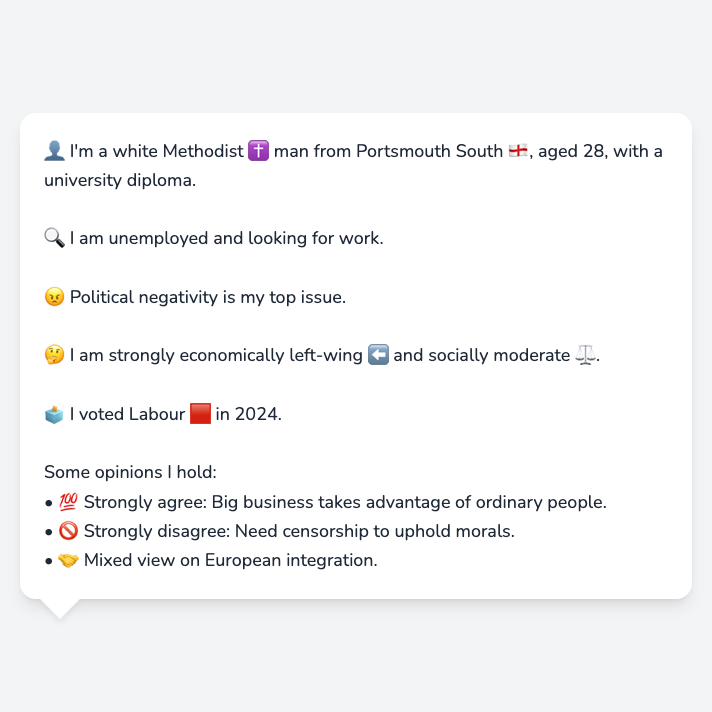 👤 I'm a white Methodist ✝️ man from Portsmouth South 🏴󠁧󠁢󠁥󠁮󠁧󠁿, aged 28, with a
university diploma.
🔍 I am unemployed and looking for work.
😠 Political negativity is my top issue.
🤔 I am strongly economically left-wing ⬅️ and socially moderate ⚖️.
🗳️ I voted Labour 🟥 in 2024.
Some opinions I hold:
• 💯 Strongly agree: Big business takes advantage of ordinary people.
• 🚫 Strongly disagree: Need censorship to uphold morals.
• 🤝 Mixed view on European integration.